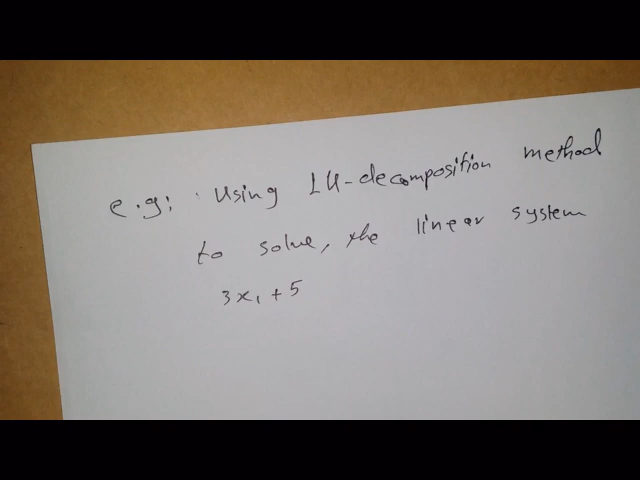 e.g: using LU-decomposition method
to solve, the linear system
3x₁ + 5